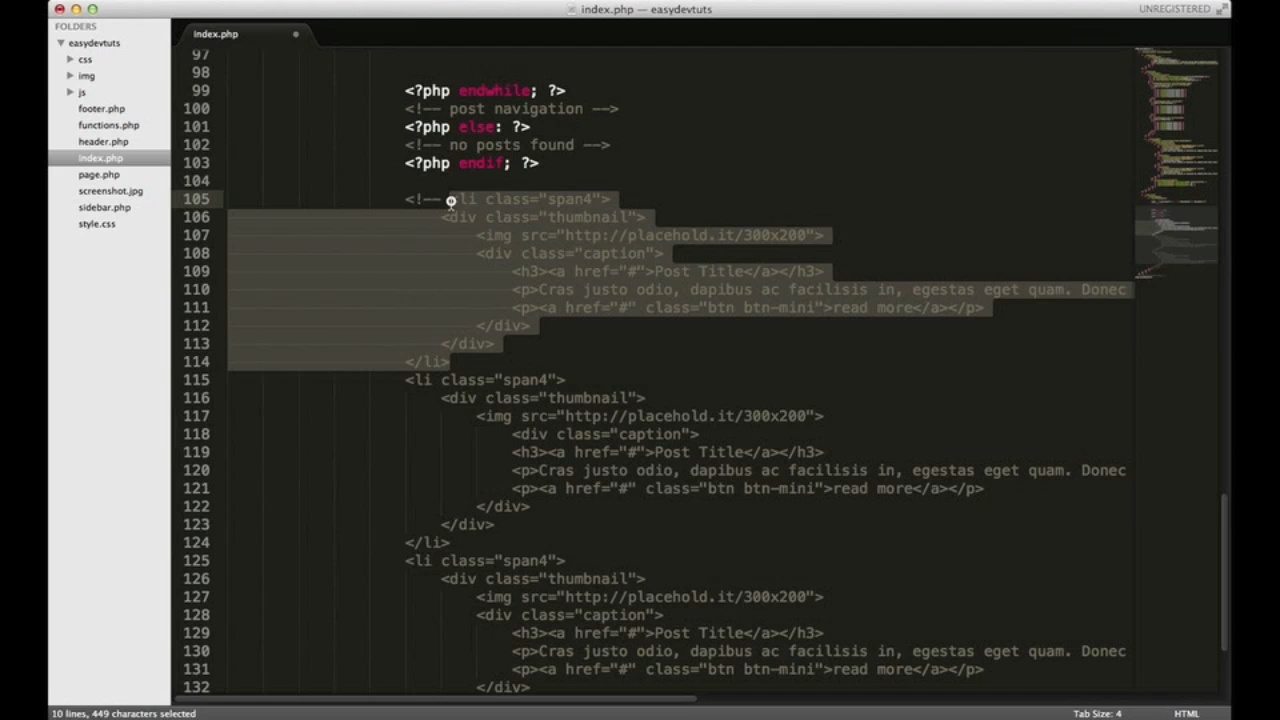 index.php — easydevtuts
UNREGISTERED
FOLDERS
easydevtuts
css
img
js
footer.php
functions.php
header.php
index.php
page.php
screenshot.jpg
sidebar.php
style.css
index.php
97
98
99 <?php endwhile; ?>
100 <!-- post navigation -->
101 <?php else: ?>
102 <!-- no posts found -->
103 <?php endif; ?>
104
105 <!-- <li class="span4">
106 <div class="thumbnail">
107 <img src="http://placehold.it/300x200">
108 <div class="caption">
109 <h3><a href="#">Post Title</a></h3>
110 <p>Cras justo odio, dapibus ac facilisis in, egestas eget quam. Donec
111 <p><a href="#" class="btn btn-mini">read more</a></p>
112 </div>
113 </div>
114 </li>
115 <li class="span4">
116 <div class="thumbnail">
117 <img src="http://placehold.it/300x200">
118 <div class="caption">
119 <h3><a href="#">Post Title</a></h3>
120 <p>Cras justo odio, dapibus ac facilisis in, egestas eget quam. Donec
121 <p><a href="#" class="btn btn-mini">read more</a></p>
122 </div>
123 </div>
124 </li>
125 <li class="span4">
126 <div class="thumbnail">
127 <img src="http://placehold.it/300x200">
128 <div class="caption">
129 <h3><a href="#">Post Title</a></h3>
130 <p>Cras justo odio, dapibus ac facilisis in, egestas eget quam. Donec
131 <p><a href="#" class="btn btn-mini">read more</a></p>
132 </div>
10 lines, 449 characters selected
Tab Size: 4
HTML